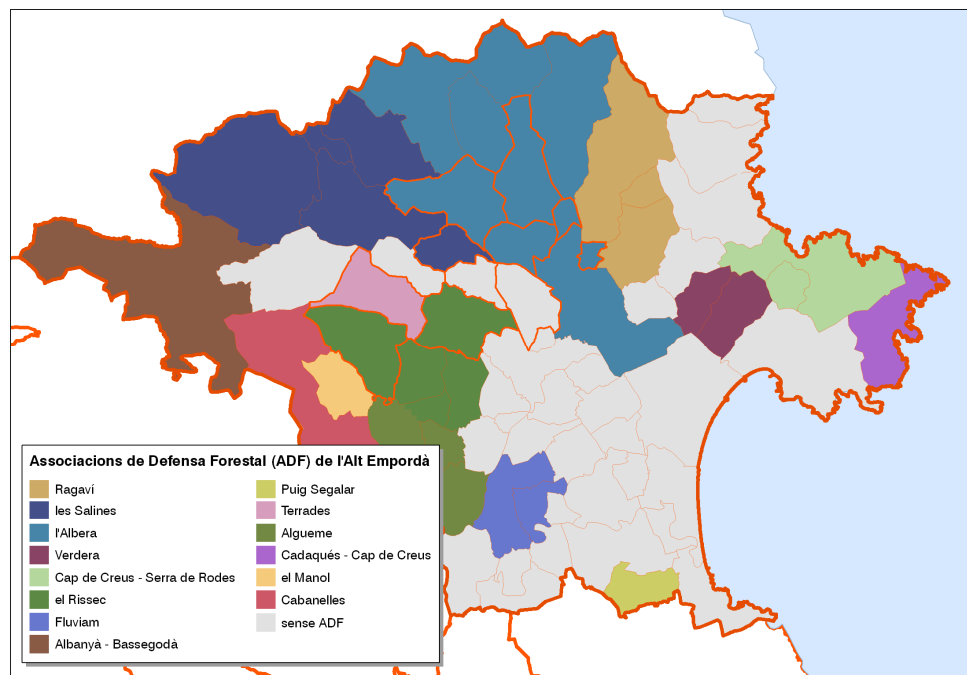 Associacions de Defensa Forestal (ADF) de l'Alt Empordà
Ragaví
les Salines
l'Albera
Verdera
Cap de Creus - Serra de Rodes
el Rissec
Fluviam
Albanyà - Bassegodà
Puig Segalar
Terrades
Algueme
Cadaqués - Cap de Creus
el Manol
Cabanelles
sense ADF